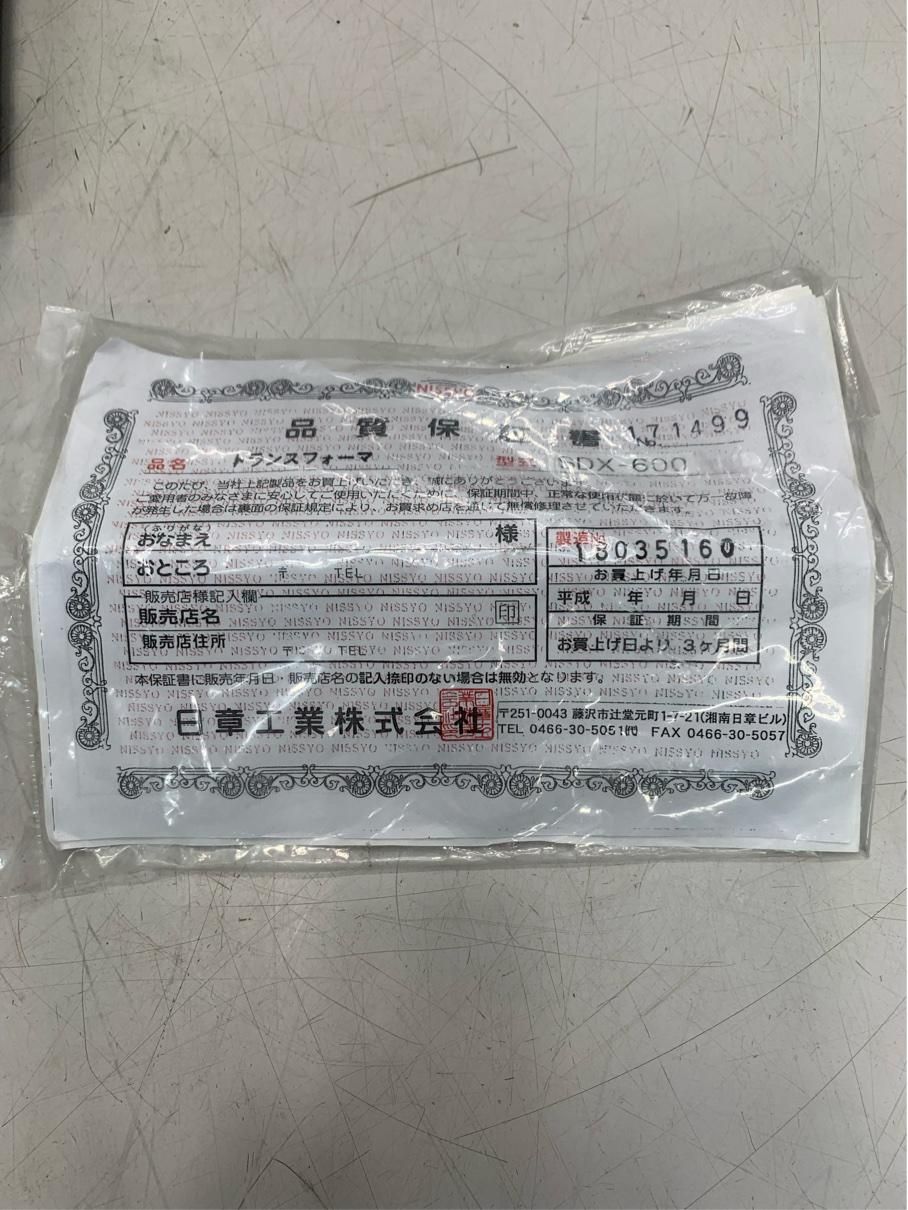 NISSYO
品質保証書 No. 171499
品名 トランスフォーマ 型式 SDX-600
このたび、当社上記製品をお買上げいただき、誠にありがとうございます。
ご愛用者のみなさまに安心してご使用いただくために、保証期間中、正常な使用状態に於いて万一故障
が発生した場合は裏面の保証規定により、お買求め店を通じて無償修理させていただきます。
(ふりがな)
おなまえ 様
おところ 〒 TEL
販売店様記入欄
販売店名 印
販売店住所 〒 TEL
製造No.
18035160
お買上げ年月日
平成 年 月 日
保証期間
お買上げ日より 3ヶ月間
本保証書に販売年月日・販売店名の記入捺印のない場合は無効となります。
日章工業株式会社
〒251-0043 藤沢市辻堂元町1-7-21(湘南日章ビル)
TEL 0466-30-5051代 FAX 0466-30-5057